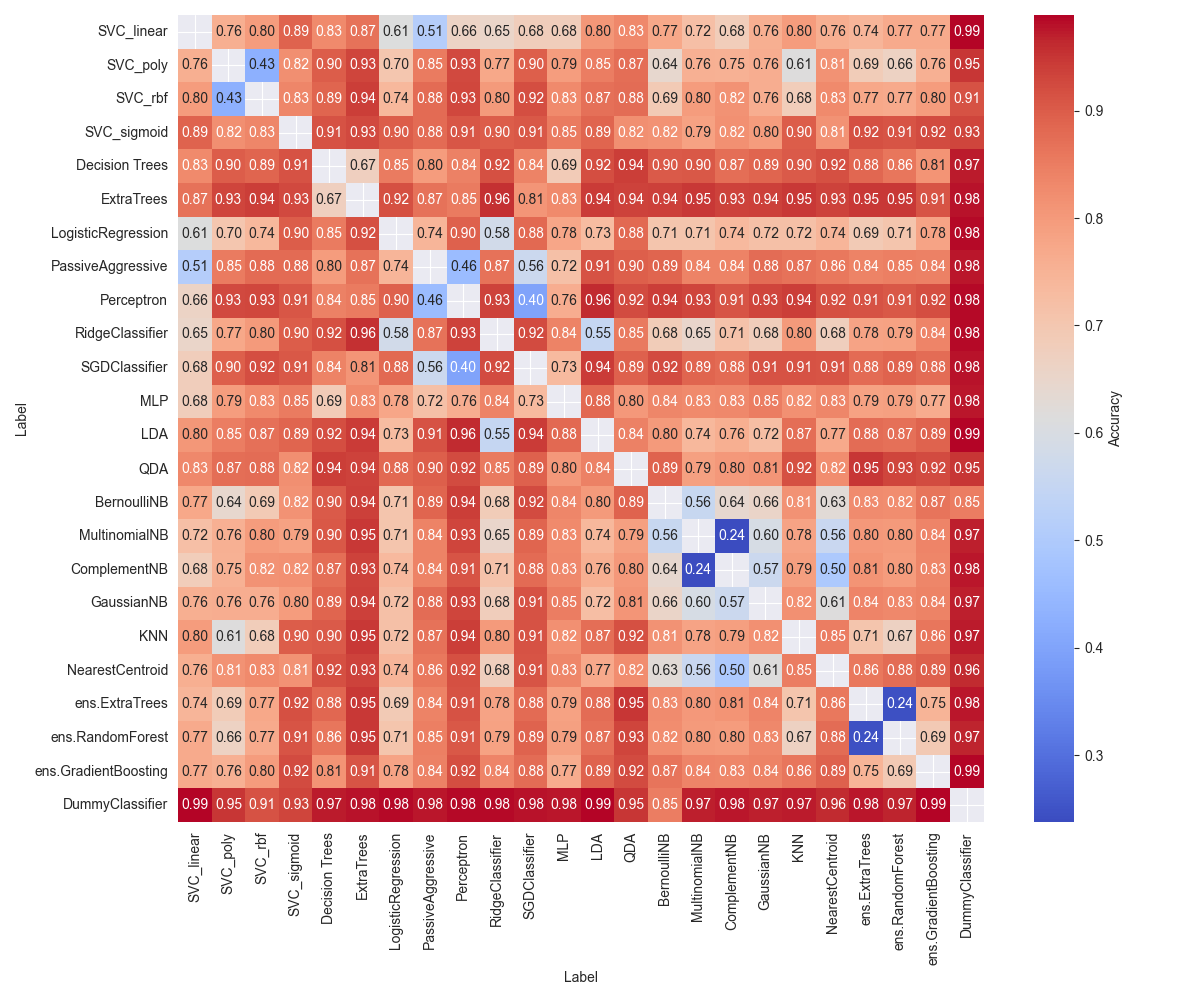 SVC_linear 0.76 0.80 0.89 0.83 0.87 0.61 0.51 0.66 0.65 0.68 0.68 0.80 0.83 0.77 0.72 0.68 0.76 0.80 0.76 0.74 0.77 0.77 0.99
SVC_poly 0.76 0.43 0.82 0.90 0.93 0.70 0.85 0.93 0.77 0.90 0.79 0.85 0.87 0.64 0.76 0.75 0.76 0.61 0.81 0.69 0.66 0.76 0.95
SVC_rbf 0.80 0.43 0.83 0.89 0.94 0.74 0.88 0.93 0.80 0.92 0.83 0.87 0.88 0.69 0.80 0.82 0.76 0.68 0.83 0.77 0.77 0.80 0.91
SVC_sigmoid 0.89 0.82 0.83 0.91 0.93 0.90 0.88 0.91 0.90 0.91 0.85 0.89 0.82 0.82 0.79 0.82 0.80 0.90 0.81 0.92 0.91 0.92 0.93
Decision Trees 0.83 0.90 0.89 0.91 0.67 0.85 0.80 0.84 0.92 0.84 0.69 0.92 0.94 0.90 0.90 0.87 0.89 0.90 0.92 0.88 0.86 0.81 0.97
ExtraTrees 0.87 0.93 0.94 0.93 0.67 0.92 0.87 0.85 0.96 0.81 0.83 0.94 0.94 0.94 0.95 0.93 0.94 0.95 0.93 0.95 0.95 0.91 0.98
LogisticRegression 0.61 0.70 0.74 0.90 0.85 0.92 0.74 0.90 0.58 0.88 0.78 0.73 0.88 0.71 0.71 0.74 0.72 0.72 0.74 0.69 0.71 0.78 0.98
PassiveAggressive 0.51 0.85 0.88 0.88 0.80 0.87 0.74 0.46 0.87 0.56 0.72 0.91 0.90 0.89 0.84 0.84 0.88 0.87 0.86 0.84 0.85 0.84 0.98
Perceptron 0.66 0.93 0.93 0.91 0.84 0.85 0.90 0.46 0.93 0.40 0.76 0.96 0.92 0.94 0.93 0.91 0.93 0.94 0.92 0.91 0.91 0.92 0.98
RidgeClassifier 0.65 0.77 0.80 0.90 0.92 0.96 0.58 0.87 0.93 0.92 0.84 0.55 0.85 0.68 0.65 0.71 0.68 0.80 0.68 0.78 0.79 0.84 0.98
SGDClassifier 0.68 0.90 0.92 0.91 0.84 0.81 0.88 0.56 0.40 0.92 0.73 0.94 0.89 0.92 0.89 0.88 0.91 0.91 0.91 0.88 0.89 0.88 0.98
MLP 0.68 0.79 0.83 0.85 0.69 0.83 0.78 0.72 0.76 0.84 0.73 0.88 0.80 0.84 0.83 0.83 0.85 0.82 0.83 0.79 0.79 0.77 0.98
LDA 0.80 0.85 0.87 0.89 0.92 0.94 0.73 0.91 0.96 0.55 0.94 0.88 0.84 0.80 0.74 0.76 0.72 0.87 0.77 0.88 0.87 0.89 0.99
QDA 0.83 0.87 0.88 0.82 0.94 0.94 0.88 0.90 0.92 0.85 0.89 0.80 0.84 0.89 0.79 0.80 0.81 0.92 0.82 0.95 0.93 0.92 0.95
BernoulliNB 0.77 0.64 0.69 0.82 0.90 0.94 0.71 0.89 0.94 0.68 0.92 0.84 0.80 0.89 0.56 0.64 0.66 0.81 0.63 0.83 0.82 0.87 0.85
MultinomialNB 0.72 0.76 0.80 0.79 0.90 0.95 0.71 0.84 0.93 0.65 0.89 0.83 0.74 0.79 0.56 0.24 0.60 0.78 0.56 0.80 0.80 0.84 0.97
ComplementNB 0.68 0.75 0.82 0.82 0.87 0.93 0.74 0.84 0.91 0.71 0.88 0.83 0.76 0.80 0.64 0.24 0.57 0.79 0.50 0.81 0.80 0.83 0.98
GaussianNB 0.76 0.76 0.76 0.80 0.89 0.94 0.72 0.88 0.93 0.68 0.91 0.85 0.72 0.81 0.66 0.60 0.57 0.82 0.61 0.84 0.83 0.84 0.97
KNN 0.80 0.61 0.68 0.90 0.90 0.95 0.72 0.87 0.94 0.80 0.91 0.82 0.87 0.92 0.81 0.78 0.79 0.82 0.85 0.71 0.67 0.86 0.97
NearestCentroid 0.76 0.81 0.83 0.81 0.92 0.93 0.74 0.86 0.92 0.68 0.91 0.83 0.77 0.82 0.63 0.56 0.50 0.61 0.85 0.86 0.88 0.89 0.96
ens.ExtraTrees 0.74 0.69 0.77 0.92 0.88 0.95 0.69 0.84 0.91 0.78 0.88 0.79 0.88 0.95 0.83 0.80 0.81 0.84 0.71 0.86 0.24 0.75 0.98
ens.RandomForest 0.77 0.66 0.77 0.91 0.86 0.95 0.71 0.85 0.91 0.79 0.89 0.79 0.87 0.93 0.82 0.80 0.80 0.83 0.67 0.88 0.24 0.69 0.97
ens.GradientBoosting 0.77 0.76 0.80 0.92 0.81 0.91 0.78 0.84 0.92 0.84 0.88 0.77 0.89 0.92 0.87 0.84 0.83 0.84 0.86 0.89 0.75 0.69 0.99
DummyClassifier 0.99 0.95 0.91 0.93 0.97 0.98 0.98 0.98 0.98 0.98 0.98 0.98 0.99 0.95 0.85 0.97 0.98 0.97 0.97 0.96 0.98 0.97 0.99
Label
SVC_linear
SVC_poly
SVC_rbf
SVC_sigmoid
Decision Trees
ExtraTrees
LogisticRegression
PassiveAggressive
Perceptron
RidgeClassifier
SGDClassifier
MLP
LDA
QDA
BernoulliNB
MultinomialNB
ComplementNB
GaussianNB
KNN
NearestCentroid
ens.ExtraTrees
ens.RandomForest
ens.GradientBoosting
DummyClassifier
Label
0.9
0.8
0.7
0.6
0.5
0.4
0.3
Accuracy